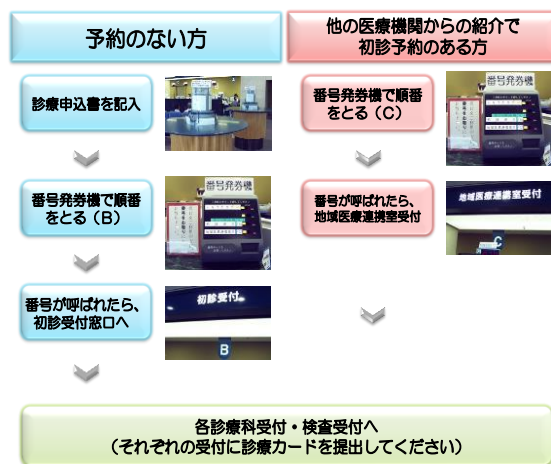 予約のない方
診療申込書を記入
番号発券機で順番
をとる（B）
番号発券機
番号が呼ばれたら、
初診受付窓口へ
初診受付
B
他の医療機関からの紹介で
初診予約のある方
番号発券機で順番
をとる（C）
番号発券機
番号が呼ばれたら、
地域医療連携室受付
地域医療連携室受付
C
各診療科受付・検査受付へ
（それぞれの受付に診療カードを提出してください）